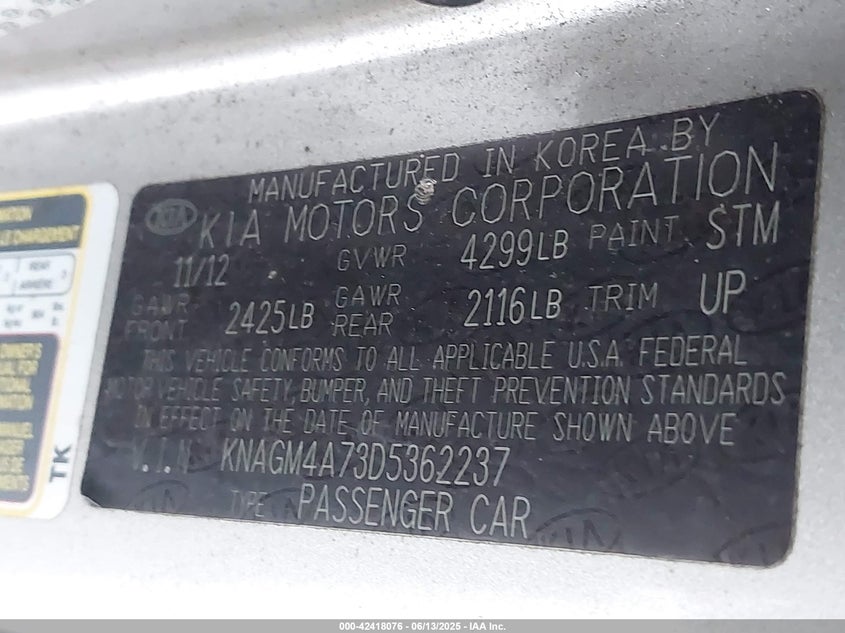 MANUFACTURED IN KOREA BY
KIA KIA MOTORS CORPORATION
11/12 GVWR 4299LB PAINT STM
GAWR FRONT 2425LB GAWR REAR 2116LB TRIM UP
THIS VEHICLE CONFORMS TO ALL APPLICABLE U.S.A. FEDERAL
MOTOR VEHICLE SAFETY, BUMPER, AND THEFT PREVENTION STANDARDS
IN EFFECT ON THE DATE OF MANUFACTURE SHOWN ABOVE
V.I.N KNAGM4A73D5362237
TYPE PASSENGER CAR
KIA
TK
REAR
000-42418076 - 06/13/2025 - IAA Inc.